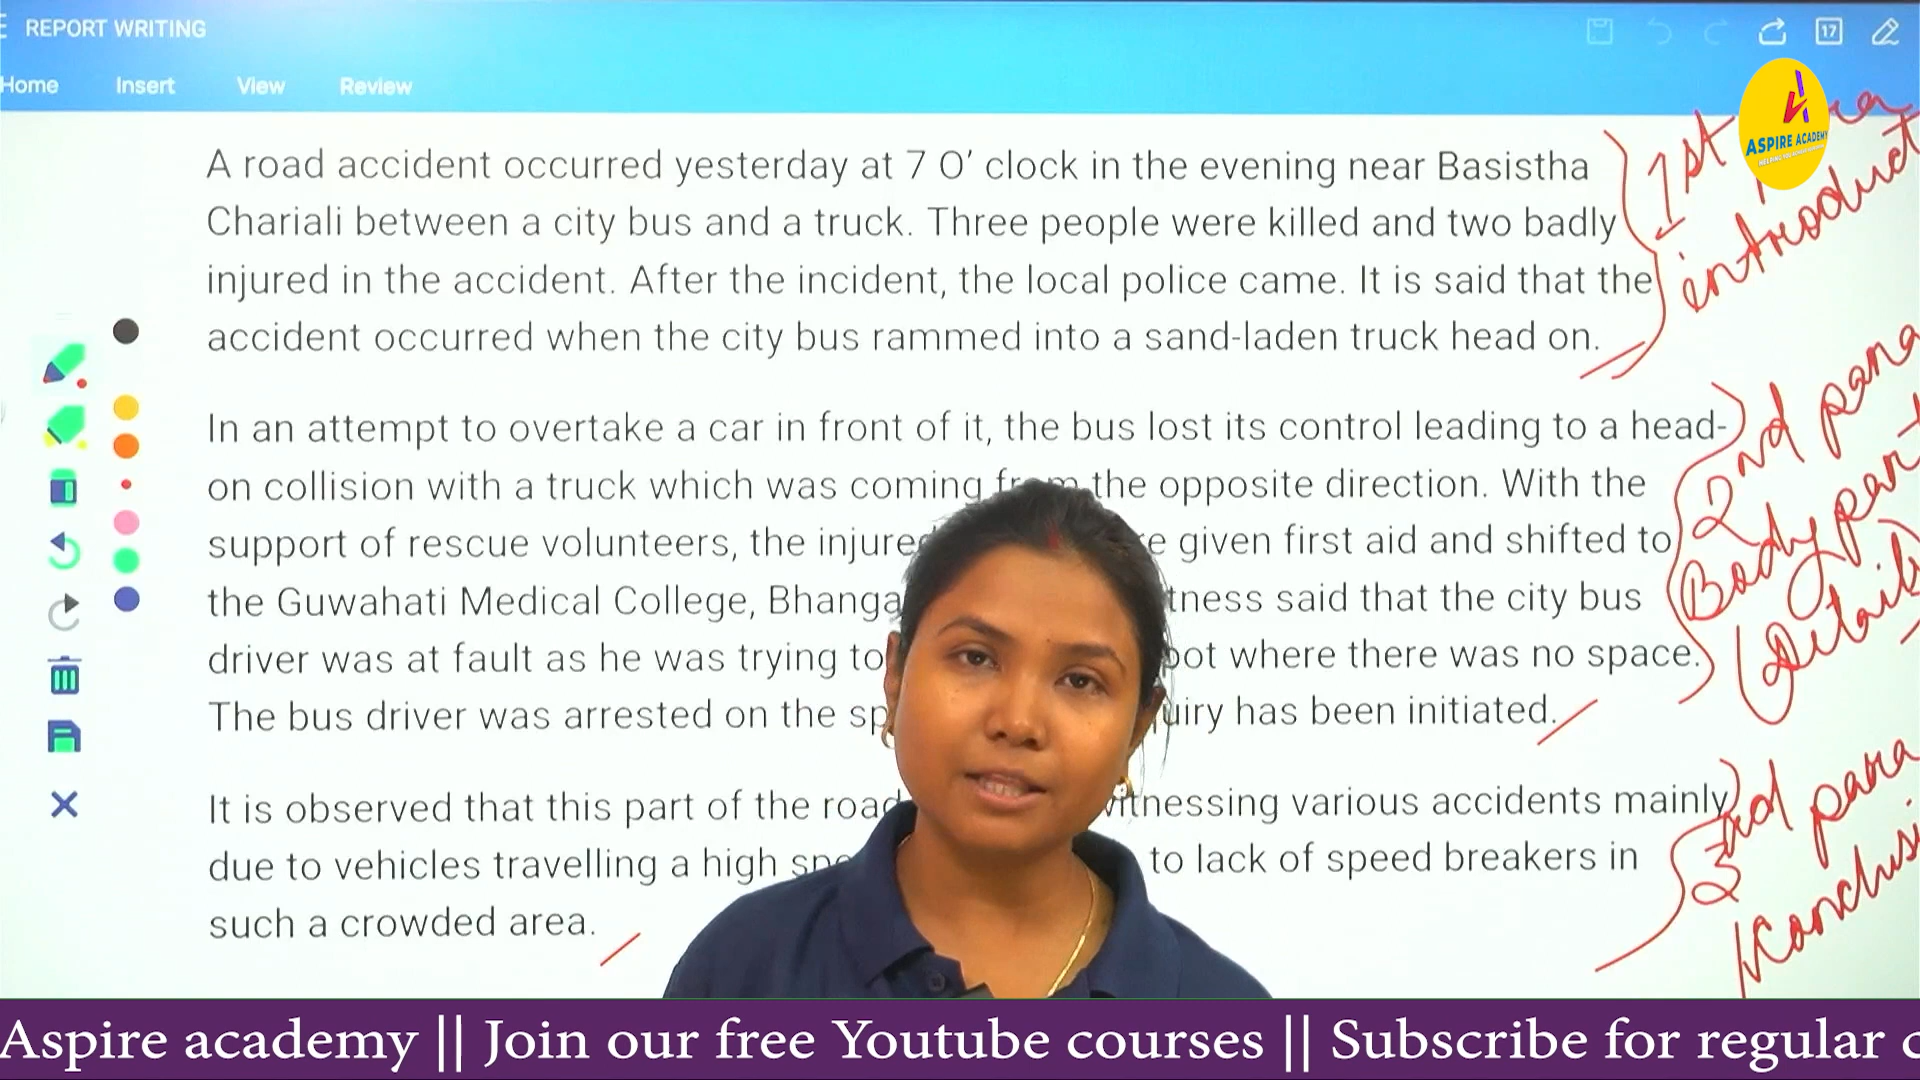 REPORT WRITING
17
Home Insert View Review
ASPIRE ACADEMY
A road accident occurred yesterday at 7 O’ clock in the evening near Basistha
Chariali between a city bus and a truck. Three people were killed and two badly
injured in the accident. After the incident, the local police came. It is said that the
accident occurred when the city bus rammed into a sand-laden truck head on.
1st
introduct
In an attempt to overtake a car in front of it, the bus lost its control leading to a head-
on collision with a truck which was coming from the opposite direction. With the
support of rescue volunteers, the injured given first aid and shifted to
the Guwahati Medical College, Bhanga tness said that the city bus
driver was at fault as he was trying to where there was no space.
The bus driver was arrested on the sp uiry has been initiated.
2nd para
Body part
(Details)
It is observed that this part of the road witnessing various accidents mainly
due to vehicles travelling a high to lack of speed breakers in
such a crowded area.
3rd para
Conclusi
Aspire academy || Join our free Youtube courses || Subscribe for regular c